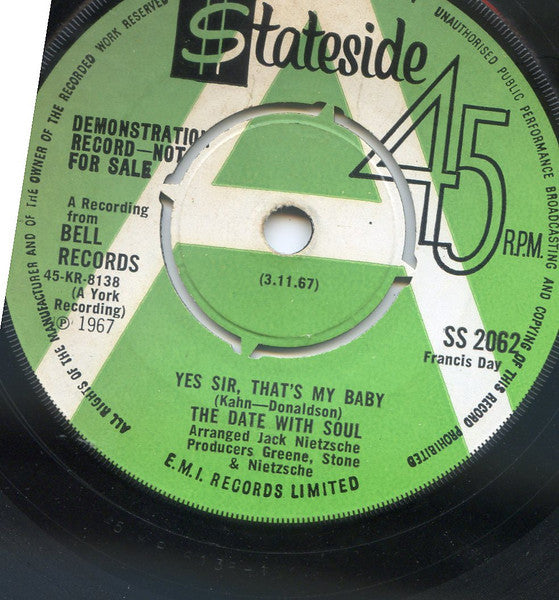 $tateside
45
R.P.M.
DEMONSTRATION
RECORD—NOT
FOR SALE
A Recording
from
BELL
RECORDS
45-KR-8138
(A York
Recording)
℗ 1967
(3.11.67)
SS 2062
Francis Day
YES SIR, THAT'S MY BABY
(Kahn—Donaldson)
THE DATE WITH SOUL
Arranged Jack Nietzsche
Producers Greene, Stone
& Nietzsche
E.M.I. RECORDS LIMITED
ALL RIGHTS OF THE MANUFACTURER AND OF THE OWNER OF THE RECORDED WORK RESERVED
UNAUTHORISED PUBLIC PERFORMANCE BROADCASTING AND COPYING OF THIS RECORD PROHIBITED